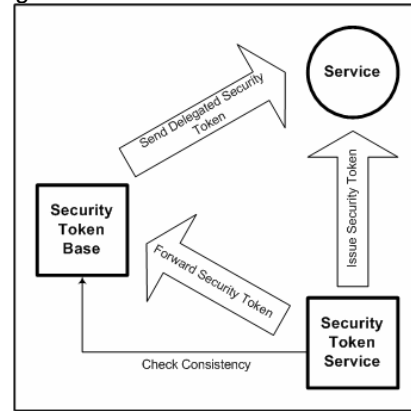 Service
Send Delegated Security
Token
Issue Security Token
Security
Token
Base
Forward Security Token
Security
Token
Service
Check Consistency